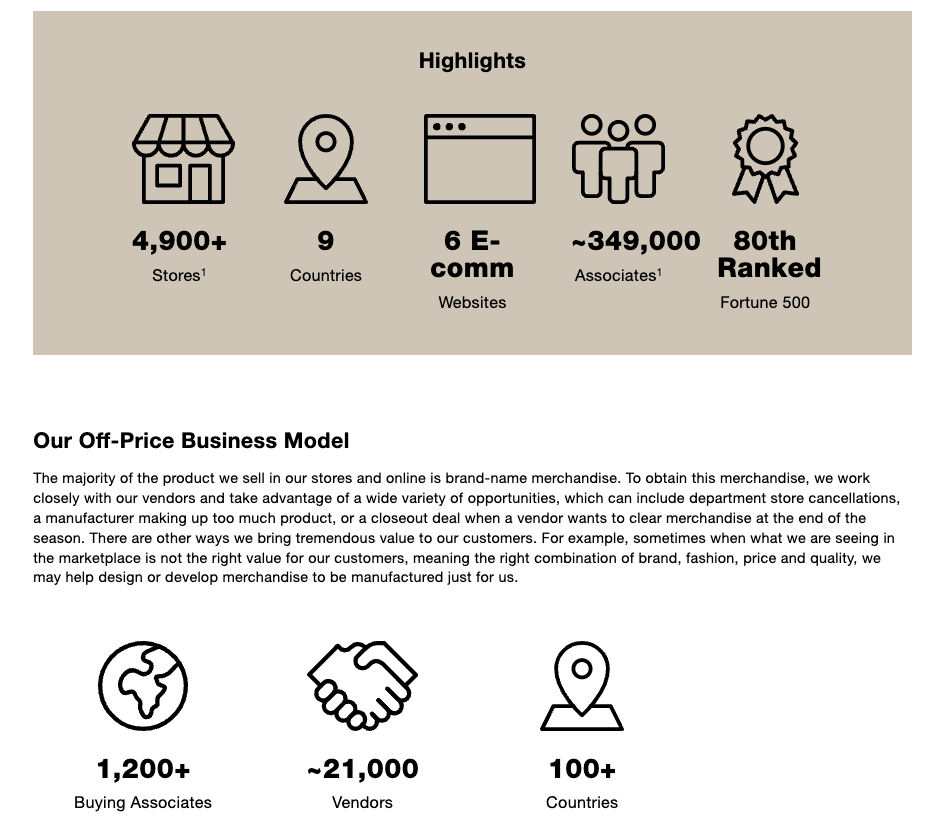 Highlights
4,900+
Stores¹
9
Countries
6 E-
comm
Websites
~349,000
Associates¹
80th
Ranked
Fortune 500
Our Off-Price Business Model
The majority of the product we sell in our stores and online is brand-name merchandise. To obtain this merchandise, we work
closely with our vendors and take advantage of a wide variety of opportunities, which can include department store cancellations,
a manufacturer making up too much product, or a closeout deal when a vendor wants to clear merchandise at the end of the
season. There are other ways we bring tremendous value to our customers. For example, sometimes when what we are seeing in
the marketplace is not the right value for our customers, meaning the right combination of brand, fashion, price and quality, we
may help design or develop merchandise to be manufactured just for us.
1,200+
Buying Associates
~21,000
Vendors
100+
Countries